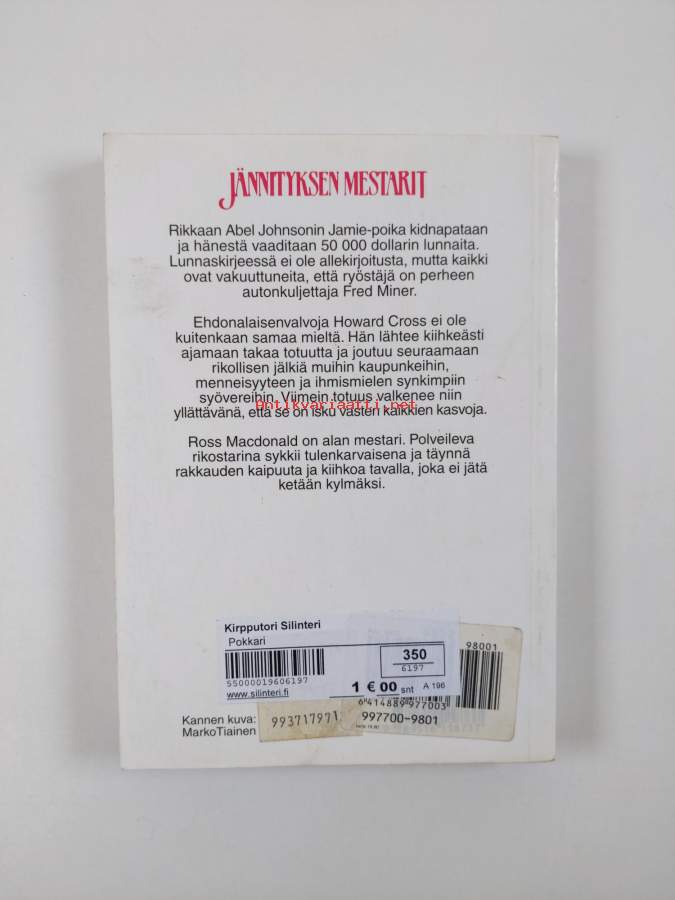 JÄNNITYKSEN MESTARIT
Rikkaan Abel Johnsonin Jamie-poika kidnapataan
ja hänestä vaaditaan 50 000 dollarin lunnaita.
Lunnaskirjeessä ei ole allekirjoitusta, mutta kaikki
ovat vakuuttuneita, että ryöstäjä on perheen
autonkuljettaja Fred Miner.
Ehdonalaisenvalvoja Howard Cross ei ole
kuitenkaan samaa mieltä. Hän lähtee kiihkeästi
ajamaan takaa totuutta ja joutuu seuraamaan
rikollisen jälkiä muihin kaupunkeihin,
menneisyyteen ja ihmismielen synkimpiin
syövereihin. Viimein totuus valkenee niin
Antikvariaatti.net
yllättävänä, että se on isku vasten kaikkien kasvoja.
Ross Macdonald on alan mestari. Polveileva
rikostarina sykkii tulenkarvaisena ja täynnä
rakkauden kaipuuta ja kiihkoa tavalla, joka ei jätä
ketään kylmäksi.
Kirpputori Silinteri
Pokkari
350
6197
55000019606197
www.silinteri.fi
1 € 00 snt
A 196
98001
6 414889 977003
Kannen kuva:
MarkoTiainen
993717971
997700-9801